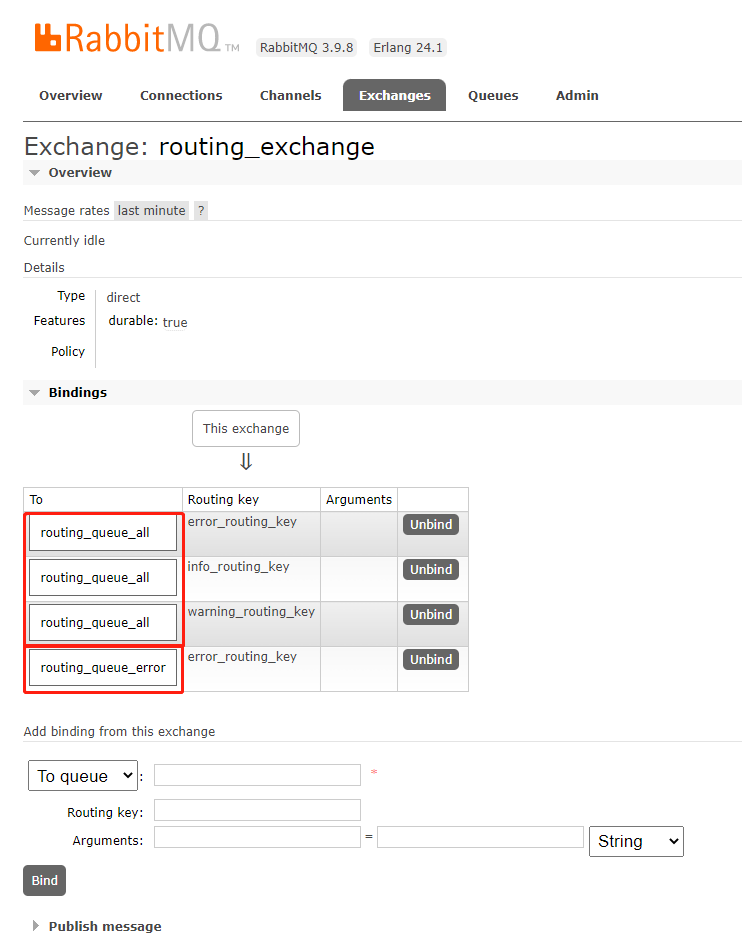 RabbitMQ TM RabbitMQ 3.9.8 Erlang 24.1
Overview Connections Channels Exchanges Queues Admin
Exchange: routing_exchange
Overview
Message rates last minute ?
Currently idle
Details
Type direct
Features durable: true
Policy
Bindings
This exchange
⇓
To Routing key Arguments
routing_queue_all error_routing_key Unbind
routing_queue_all info_routing_key Unbind
routing_queue_all warning_routing_key Unbind
routing_queue_error error_routing_key Unbind
Add binding from this exchange
To queue : *
Routing key:
Arguments: = String
Bind
Publish message